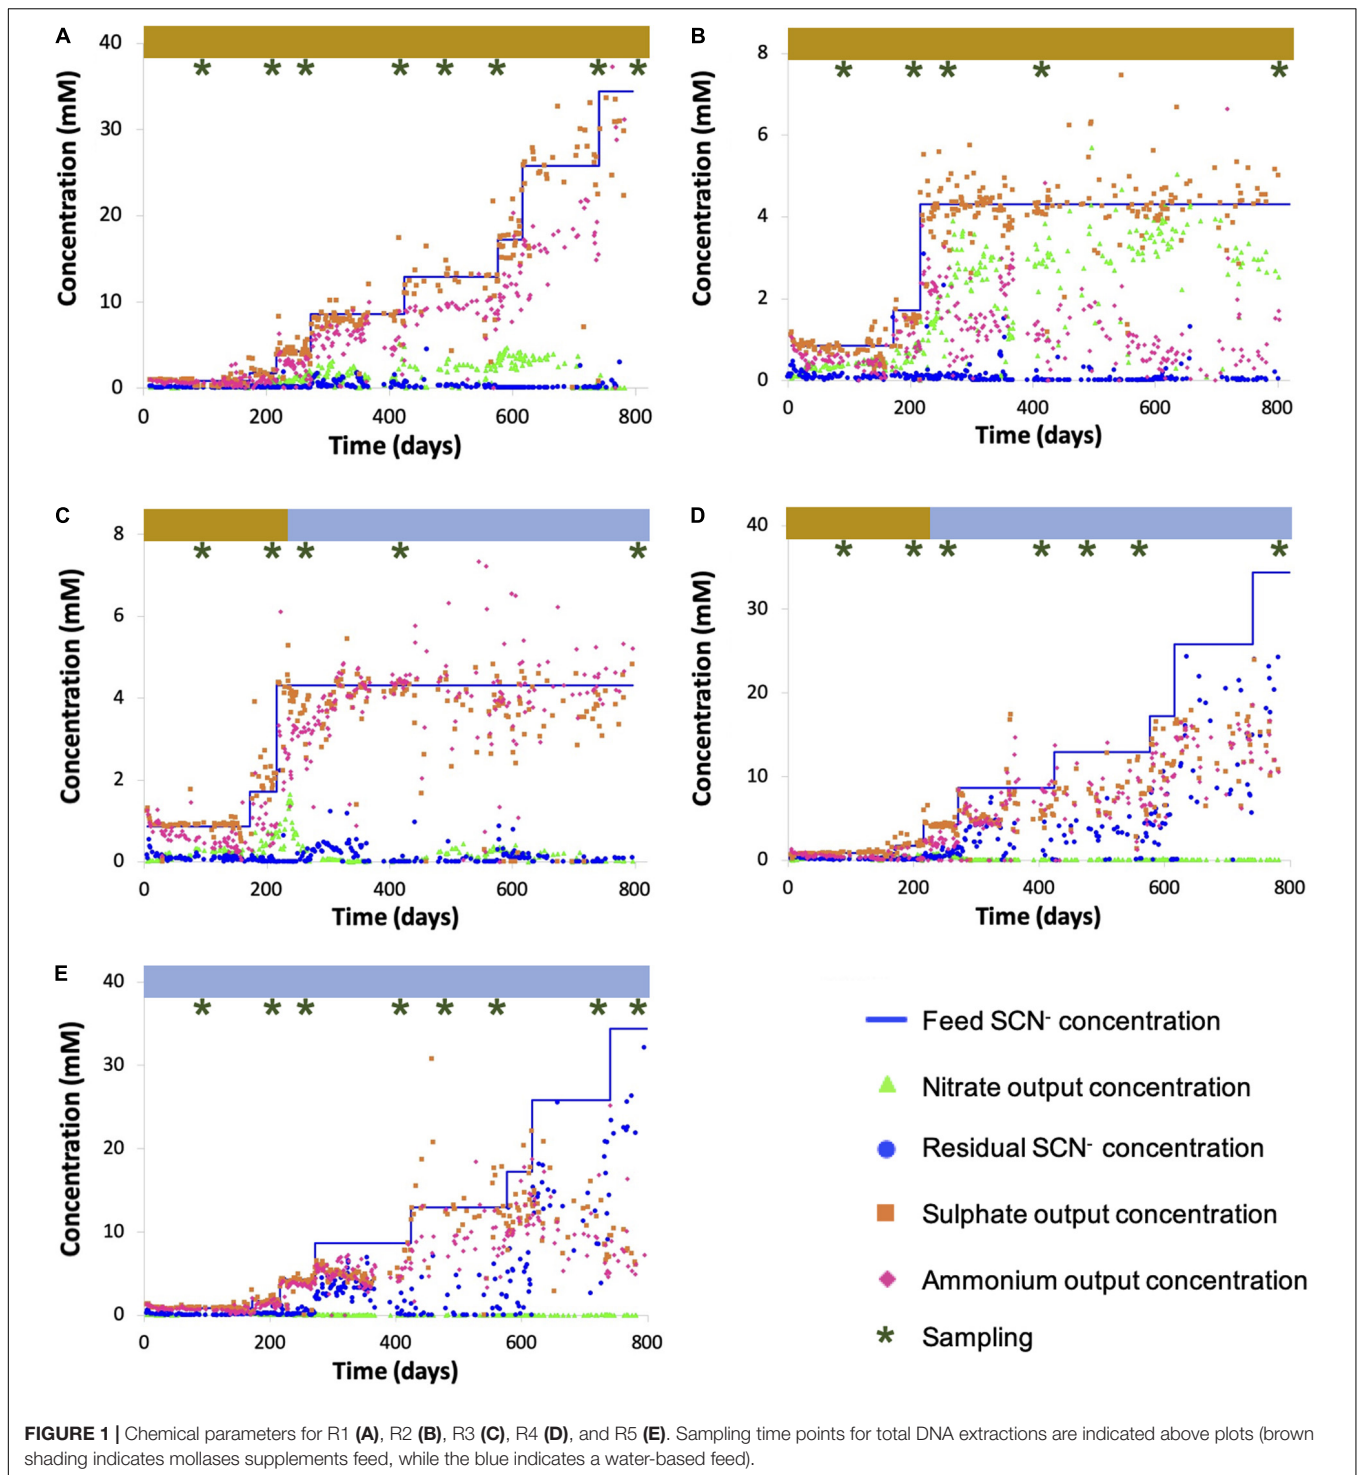 A
Concentration (mM)
40
30
20
10
0
0 200 400 600 800
Time (days)
B
Concentration (mM)
8
6
4
2
0
0 200 400 600 800
Time (days)
C
Concentration (mM)
8
6
4
2
0
0 200 400 600 800
Time (days)
D
Concentration (mM)
40
30
20
10
0
0 200 400 600 800
Time (days)
E
Concentration (mM)
40
30
20
10
0
0 200 400 600 800
Time (days)
Feed SCN⁻ concentration
Nitrate output concentration
Residual SCN⁻ concentration
Sulphate output concentration
Ammonium output concentration
Sampling
FIGURE 1 | Chemical parameters for R1 (A), R2 (B), R3 (C), R4 (D), and R5 (E). Sampling time points for total DNA extractions are indicated above plots (brown
shading indicates mollases supplements feed, while the blue indicates a water-based feed).